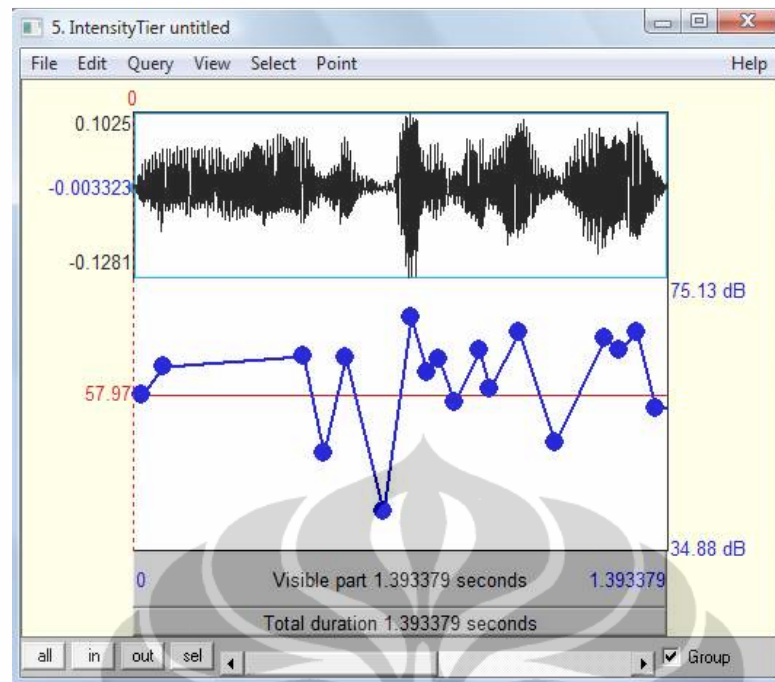 5. IntensityTier untitled
File Edit Query View Select Point Help
0
0.1025
-0.003323
-0.1281
75.13 dB
57.97
34.88 dB
0 Visible part 1.393379 seconds 1.393379
Total duration 1.393379 seconds
all in out sel Group